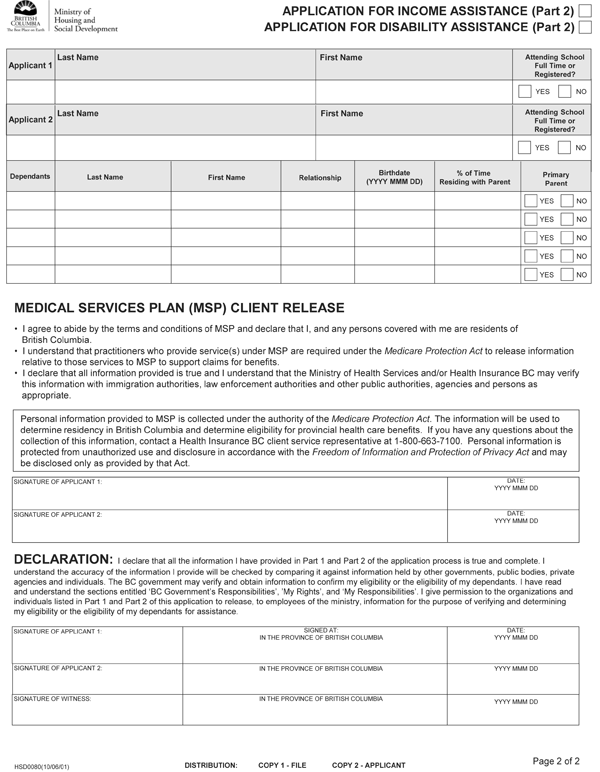 BRITISH
COLUMBIA
The Best Place on Earth
Ministry of
Housing and
Social Development
APPLICATION FOR INCOME ASSISTANCE (Part 2)
APPLICATION FOR DISABILITY ASSISTANCE (Part 2)
Applicant 1
Last Name
First Name
Attending School
Full Time or
Registered?
YES NO
Applicant 2
Last Name
First Name
Attending School
Full Time or
Registered?
YES NO
Dependants
Last Name
First Name
Relationship
Birthdate
(YYYY MMM DD)
% of Time
Residing with Parent
Primary
Parent
YES NO
YES NO
YES NO
YES NO
YES NO
MEDICAL SERVICES PLAN (MSP) CLIENT RELEASE
• I agree to abide by the terms and conditions of MSP and declare that I, and any persons covered with me are residents of
British Columbia.
• I understand that practitioners who provide service(s) under MSP are required under the Medicare Protection Act to release information
relative to those services to MSP to support claims for benefits.
• I declare that all information provided is true and I understand that the Ministry of Health Services and/or Health Insurance BC may verify
this information with immigration authorities, law enforcement authorities and other public authorities, agencies and persons as
appropriate.
Personal information provided to MSP is collected under the authority of the Medicare Protection Act. The information will be used to
determine residency in British Columbia and determine eligibility for provincial health care benefits. If you have any questions about the
collection of this information, contact a Health Insurance BC client service representative at 1-800-663-7100. Personal information is
protected from unauthorized use and disclosure in accordance with the Freedom of Information and Protection of Privacy Act and may
be disclosed only as provided by that Act.
SIGNATURE OF APPLICANT 1:
DATE:
YYYY MMM DD
SIGNATURE OF APPLICANT 2:
DATE:
YYYY MMM DD
DECLARATION: I declare that all the information I have provided in Part 1 and Part 2 of the application process is true and complete. I
understand the accuracy of the information I provide will be checked by comparing it against information held by other governments, public bodies, private
agencies and individuals. The BC government may verify and obtain information to confirm my eligibility or the eligibility of my dependants. I have read
and understand the sections entitled ‘BC Government’s Responsibilities’, ‘My Rights’, and ‘My Responsibilities’. I give permission to the organizations and
individuals listed in Part 1 and Part 2 of this application to release, to employees of the ministry, information for the purpose of verifying and determining
my eligibility or the eligibility of my dependants for assistance.
SIGNATURE OF APPLICANT 1:
SIGNED AT:
IN THE PROVINCE OF BRITISH COLUMBIA
DATE:
YYYY MMM DD
SIGNATURE OF APPLICANT 2:
IN THE PROVINCE OF BRITISH COLUMBIA
YYYY MMM DD
SIGNATURE OF WITNESS:
IN THE PROVINCE OF BRITISH COLUMBIA
YYYY MMM DD
HSD0080(10/06/01)
DISTRIBUTION: COPY 1 - FILE COPY 2 - APPLICANT
Page 2 of 2